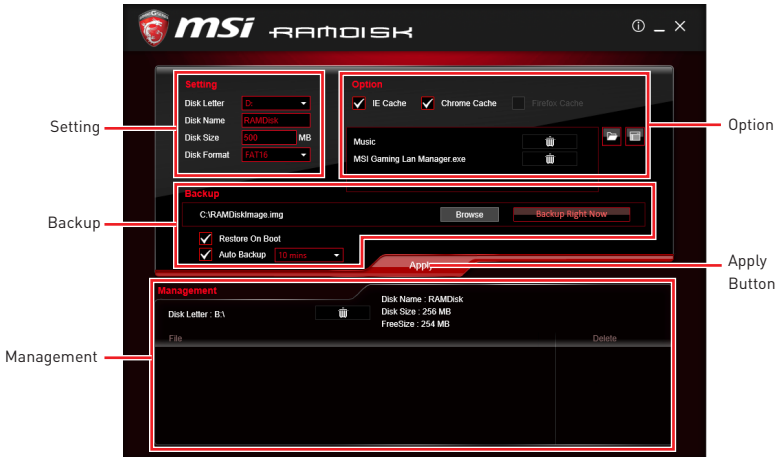 msi RAMDISK
Setting
Disk Letter D:
Disk Name RAMDisk
Disk Size 500 MB
Disk Format FAT16
Option
IE Cache Chrome Cache Firefox Cache
Music
MSI Gaming Lan Manager.exe
Backup
C:\RAMDiskImage.img Browse Backup Right Now
Restore On Boot
Auto Backup 10 mins
Apply
Management
Disk Letter : B:\
Disk Name : RAMDisk
Disk Size : 256 MB
FreeSize : 254 MB
File Delete
Setting
Backup
Management
Option
Apply
Button